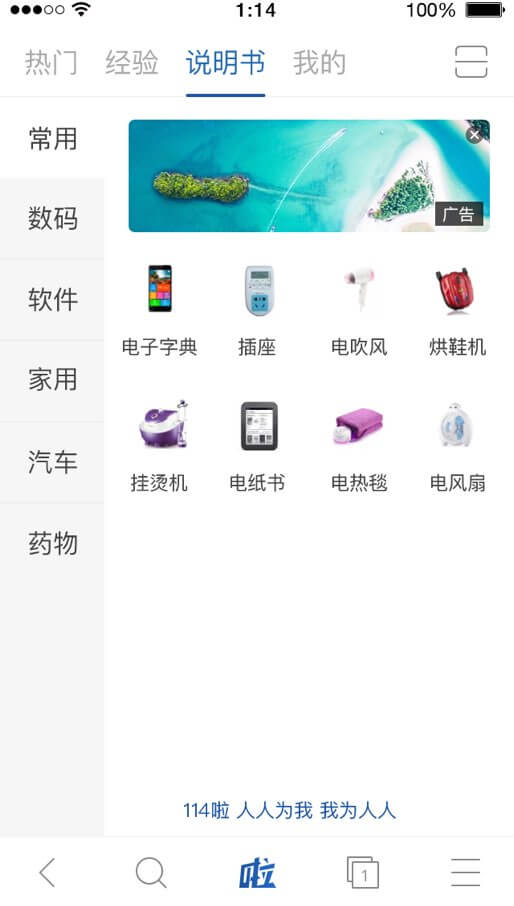 1:14 100%
热门 经验 说明书 我的
常用
数码
软件
家用
汽车
药物
广告
电子字典 插座 电吹风 烘鞋机
挂烫机 电纸书 电热毯 电风扇
114啦 人人为我 我为人人
啦 1